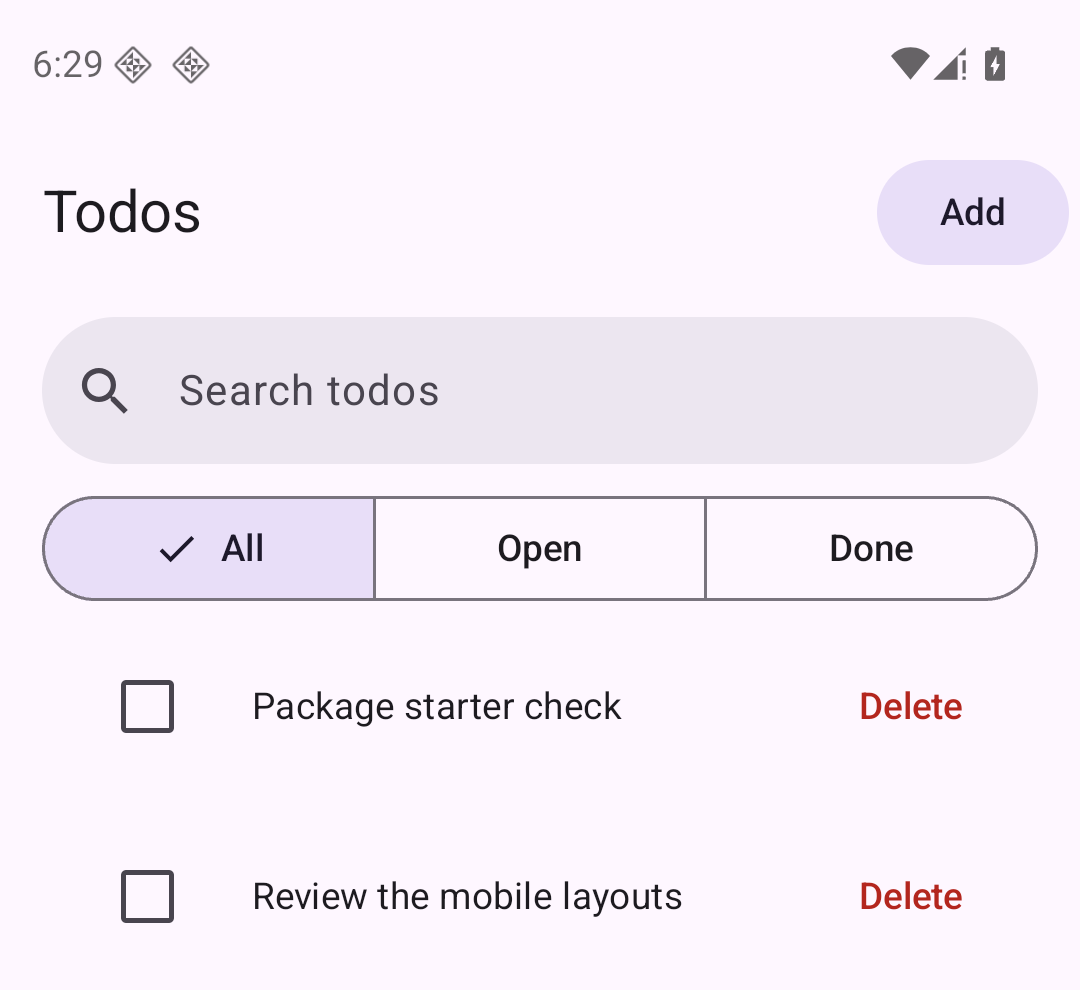 6:29
Todos
Add
Search todos
All
Open
Done
Package starter check
Delete
Review the mobile layouts
Delete